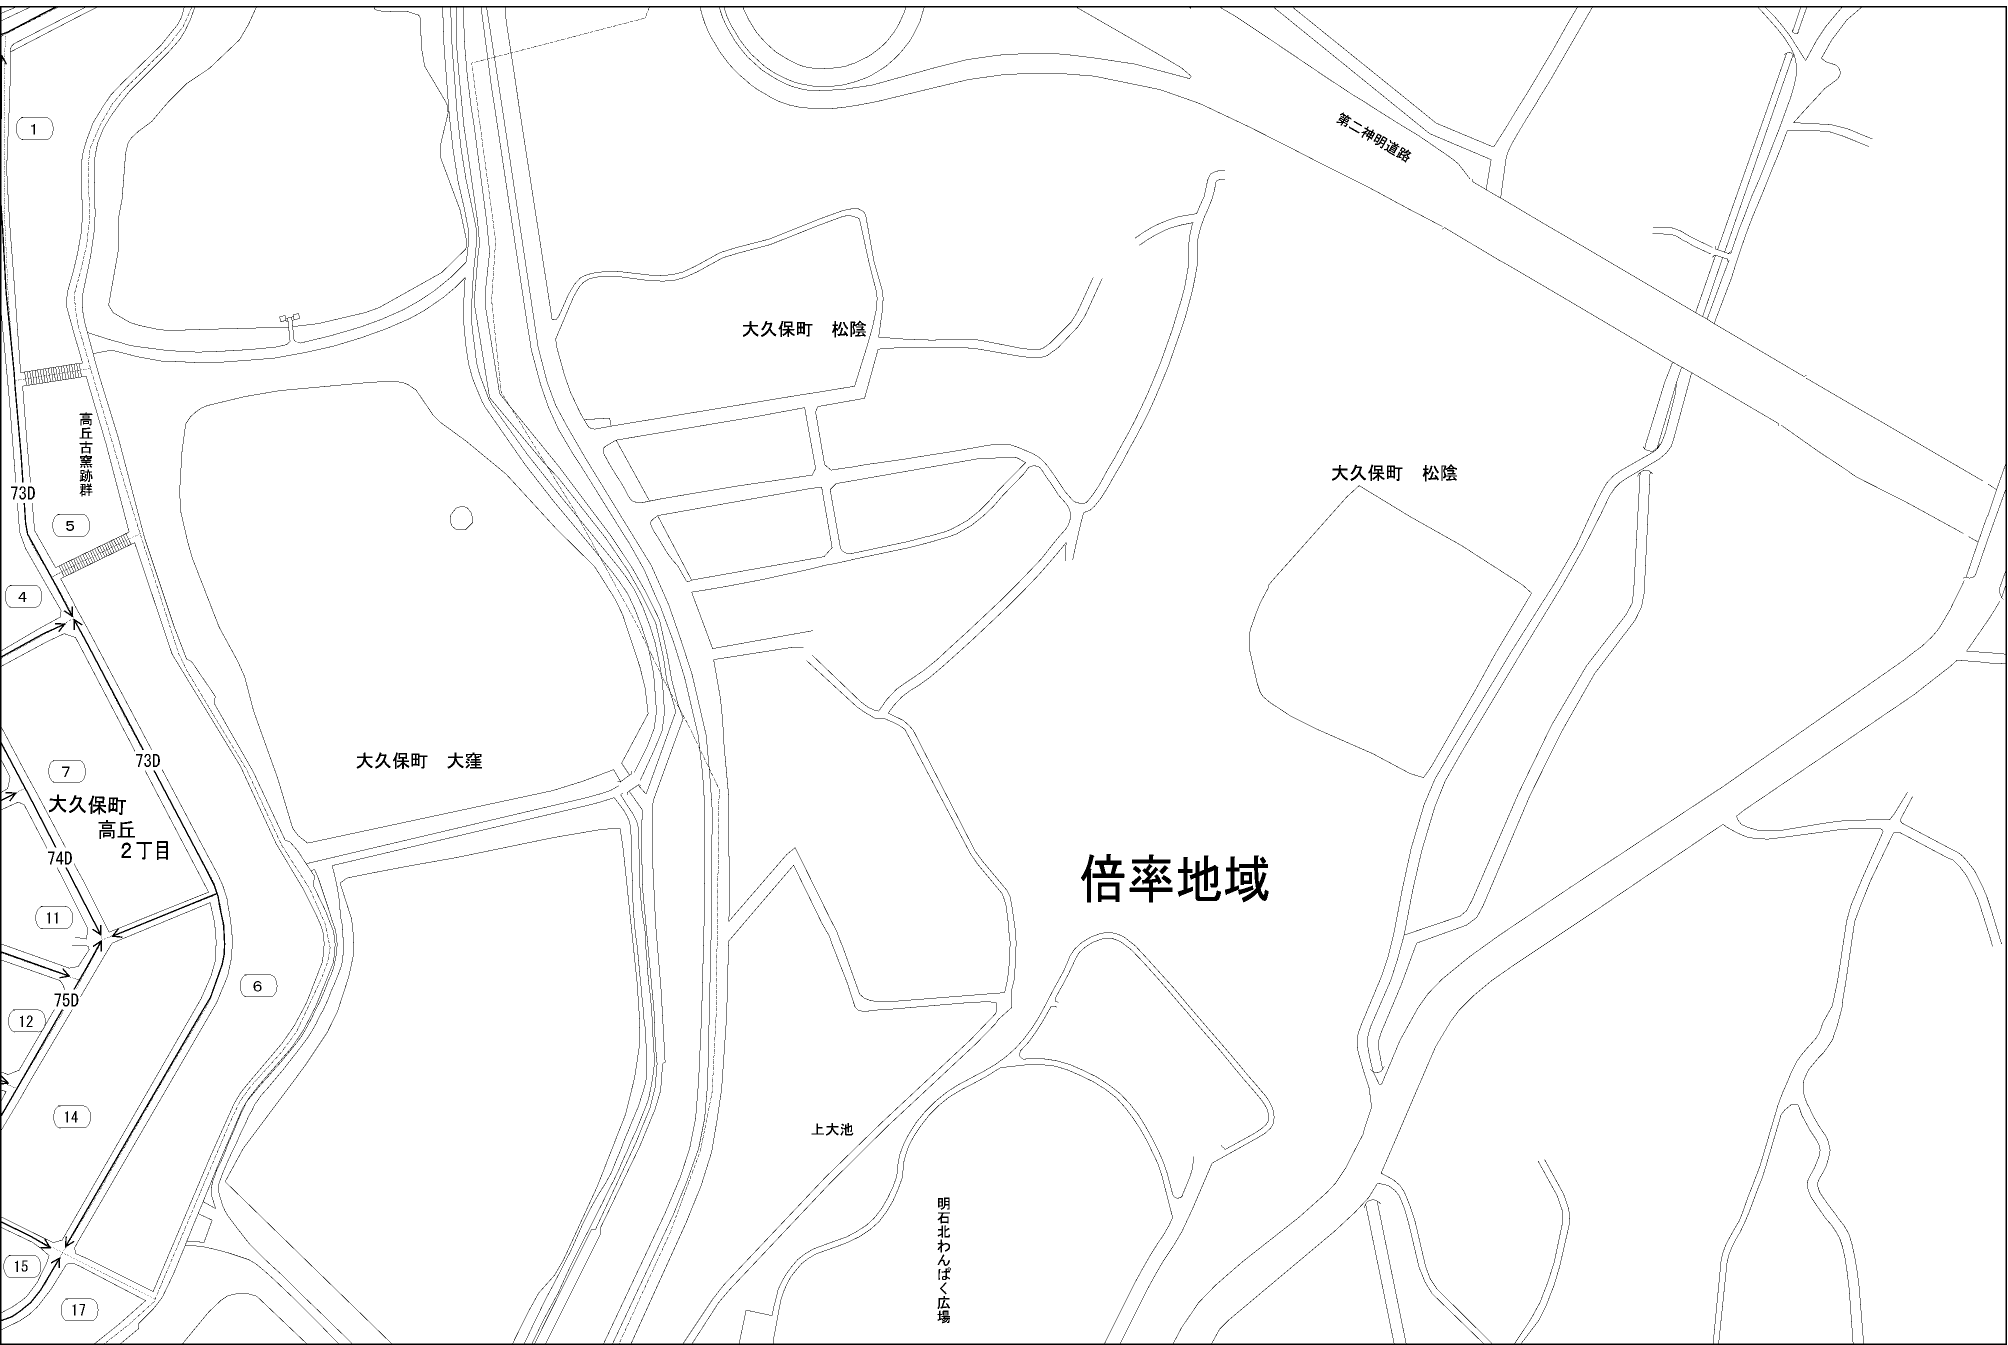 1
第二神明道路
大久保町　松陰
高丘古窯跡群
大久保町　松陰
73D
5
4
73D
大久保町　大窪
7
大久保町
高丘
２丁目
74D
倍率地域
11
6
75D
12
14
上大池
明石北わんぱく広場
15
17